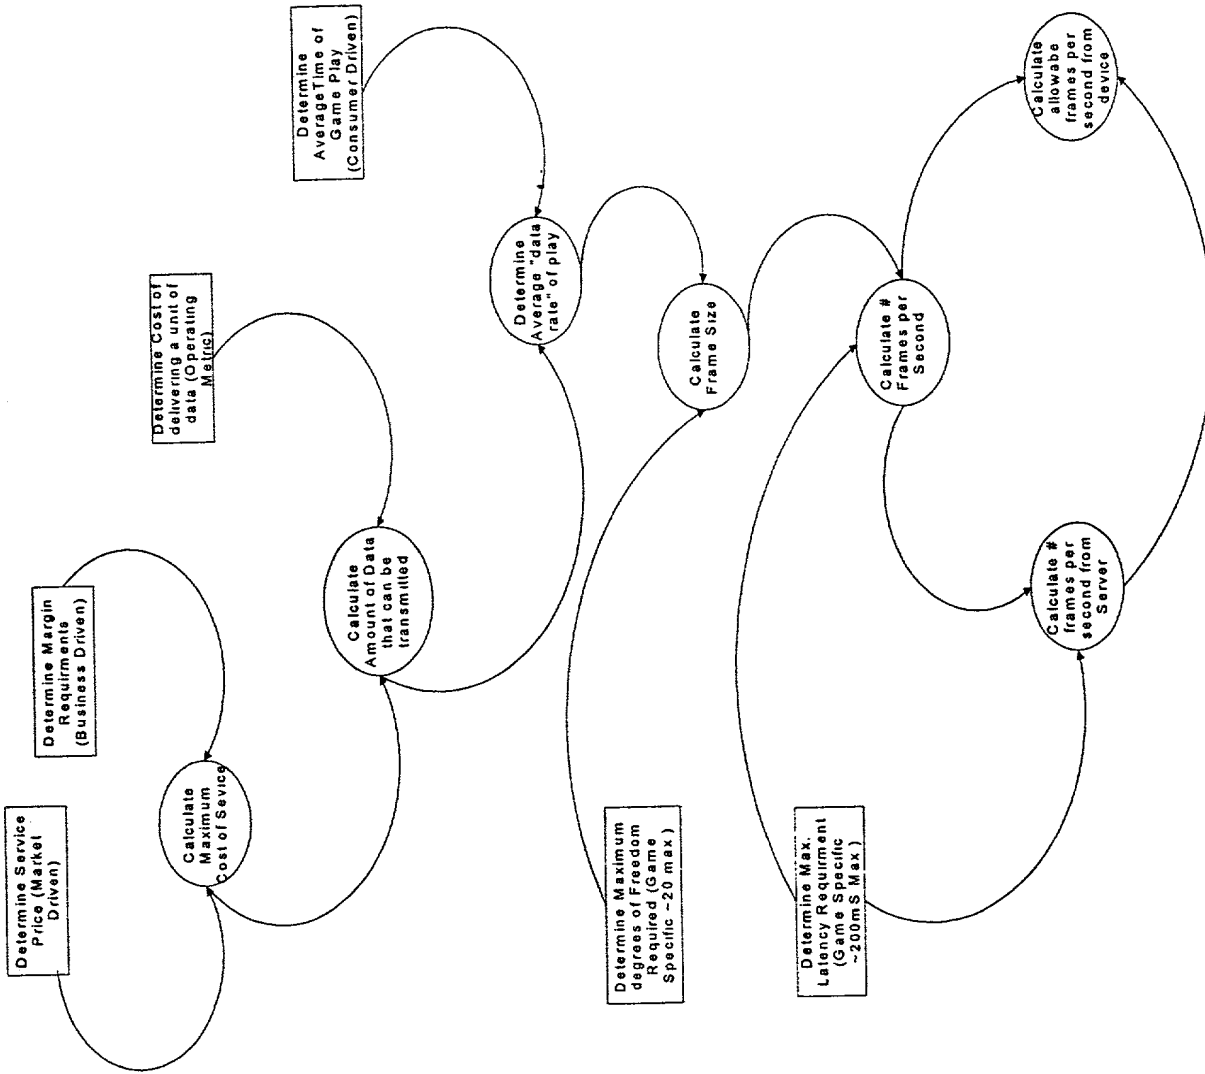 Determine Service
Price (Market
Driven)
Determine Margin
Requirments
(Business Driven)
Calculate
Maximum
Cost of Sevice
Determine Cost of
delivering a unit of
data (Operating
Metric)
Calculate
Amount of Data
that can be
transmitted
Determine
AverageTime of
Game Play
(Consumer Driven)
Determine
Average "data
rate" of play
Determine Maximum
degrees of Freedom
Required (Game
Specific ~20 max)
Calculate
Frame Size
Determine Max.
Latency Requirment
(Game Specific
~200mS Max.)
Calculate #
Frames per
Second
Calculate #
frames per
second from
Server
Calculate
allowabe
frames per
second from
device